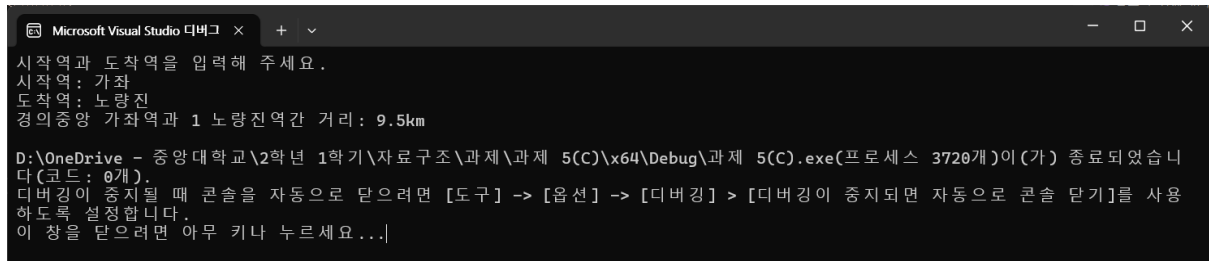 Microsoft Visual Studio 디버그
시작역과 도착역을 입력해 주세요.
시작역: 가좌
도착역: 노량진
경의중앙 가좌역과 1 노량진역간 거리: 9.5km
D:\OneDrive - 중앙대학교\2학년 1학기\자료구조\과제\과제 5(C)\x64\Debug\과제 5(C).exe(프로세스 3720개)이(가) 종료되었습니
다(코드: 0개).
디버깅이 중지될 때 콘솔을 자동으로 닫으려면 [도구] -> [옵션] -> [디버깅] > [디버깅이 중지되면 자동으로 콘솔 닫기]를 사용
하도록 설정합니다.
이 창을 닫으려면 아무 키나 누르세요...